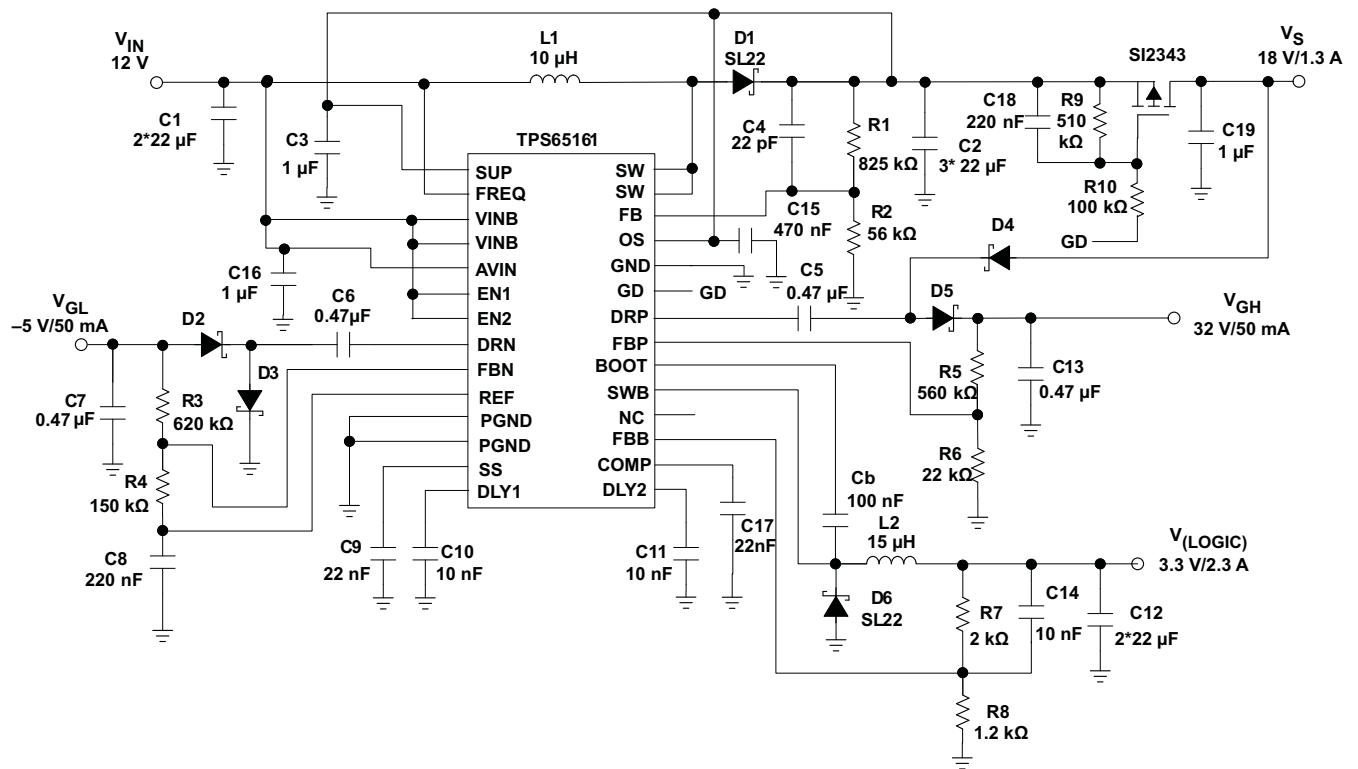 V_IN
12 V
C1
2*22 µF
C3
1 µF
L1
10 µH
D1
SL22
C4
22 pF
R1
825 kΩ
C2
3* 22 µF
C18
220 nF
R9
510
kΩ
SI2343
V_S
18 V/1.3 A
C19
1 µF
R10
100 kΩ
GD
R2
56 kΩ
C15
470 nF
D4
C5
0.47 µF
D5
V_GH
32 V/50 mA
R5
560 kΩ
C13
0.47 µF
R6
22 kΩ
TPS65161
SUP
FREQ
VINB
VINB
AVIN
EN1
EN2
DRN
FBN
REF
PGND
PGND
SS
DLY1
SW
SW
FB
OS
GND
GD
GD
DRP
FBP
BOOT
SWB
NC
FBB
COMP
DLY2
C16
1 µF
V_GL
–5 V/50 mA
D2
C6
0.47µF
D3
C7
0.47 µF
R3
620 kΩ
R4
150 kΩ
C8
220 nF
C9
22 nF
C10
10 nF
C11
10 nF
C17
22nF
Cb
100 nF
L2
15 µH
V_(LOGIC)
3.3 V/2.3 A
D6
SL22
R7
2 kΩ
C14
10 nF
C12
2*22 µF
R8
1.2 kΩ